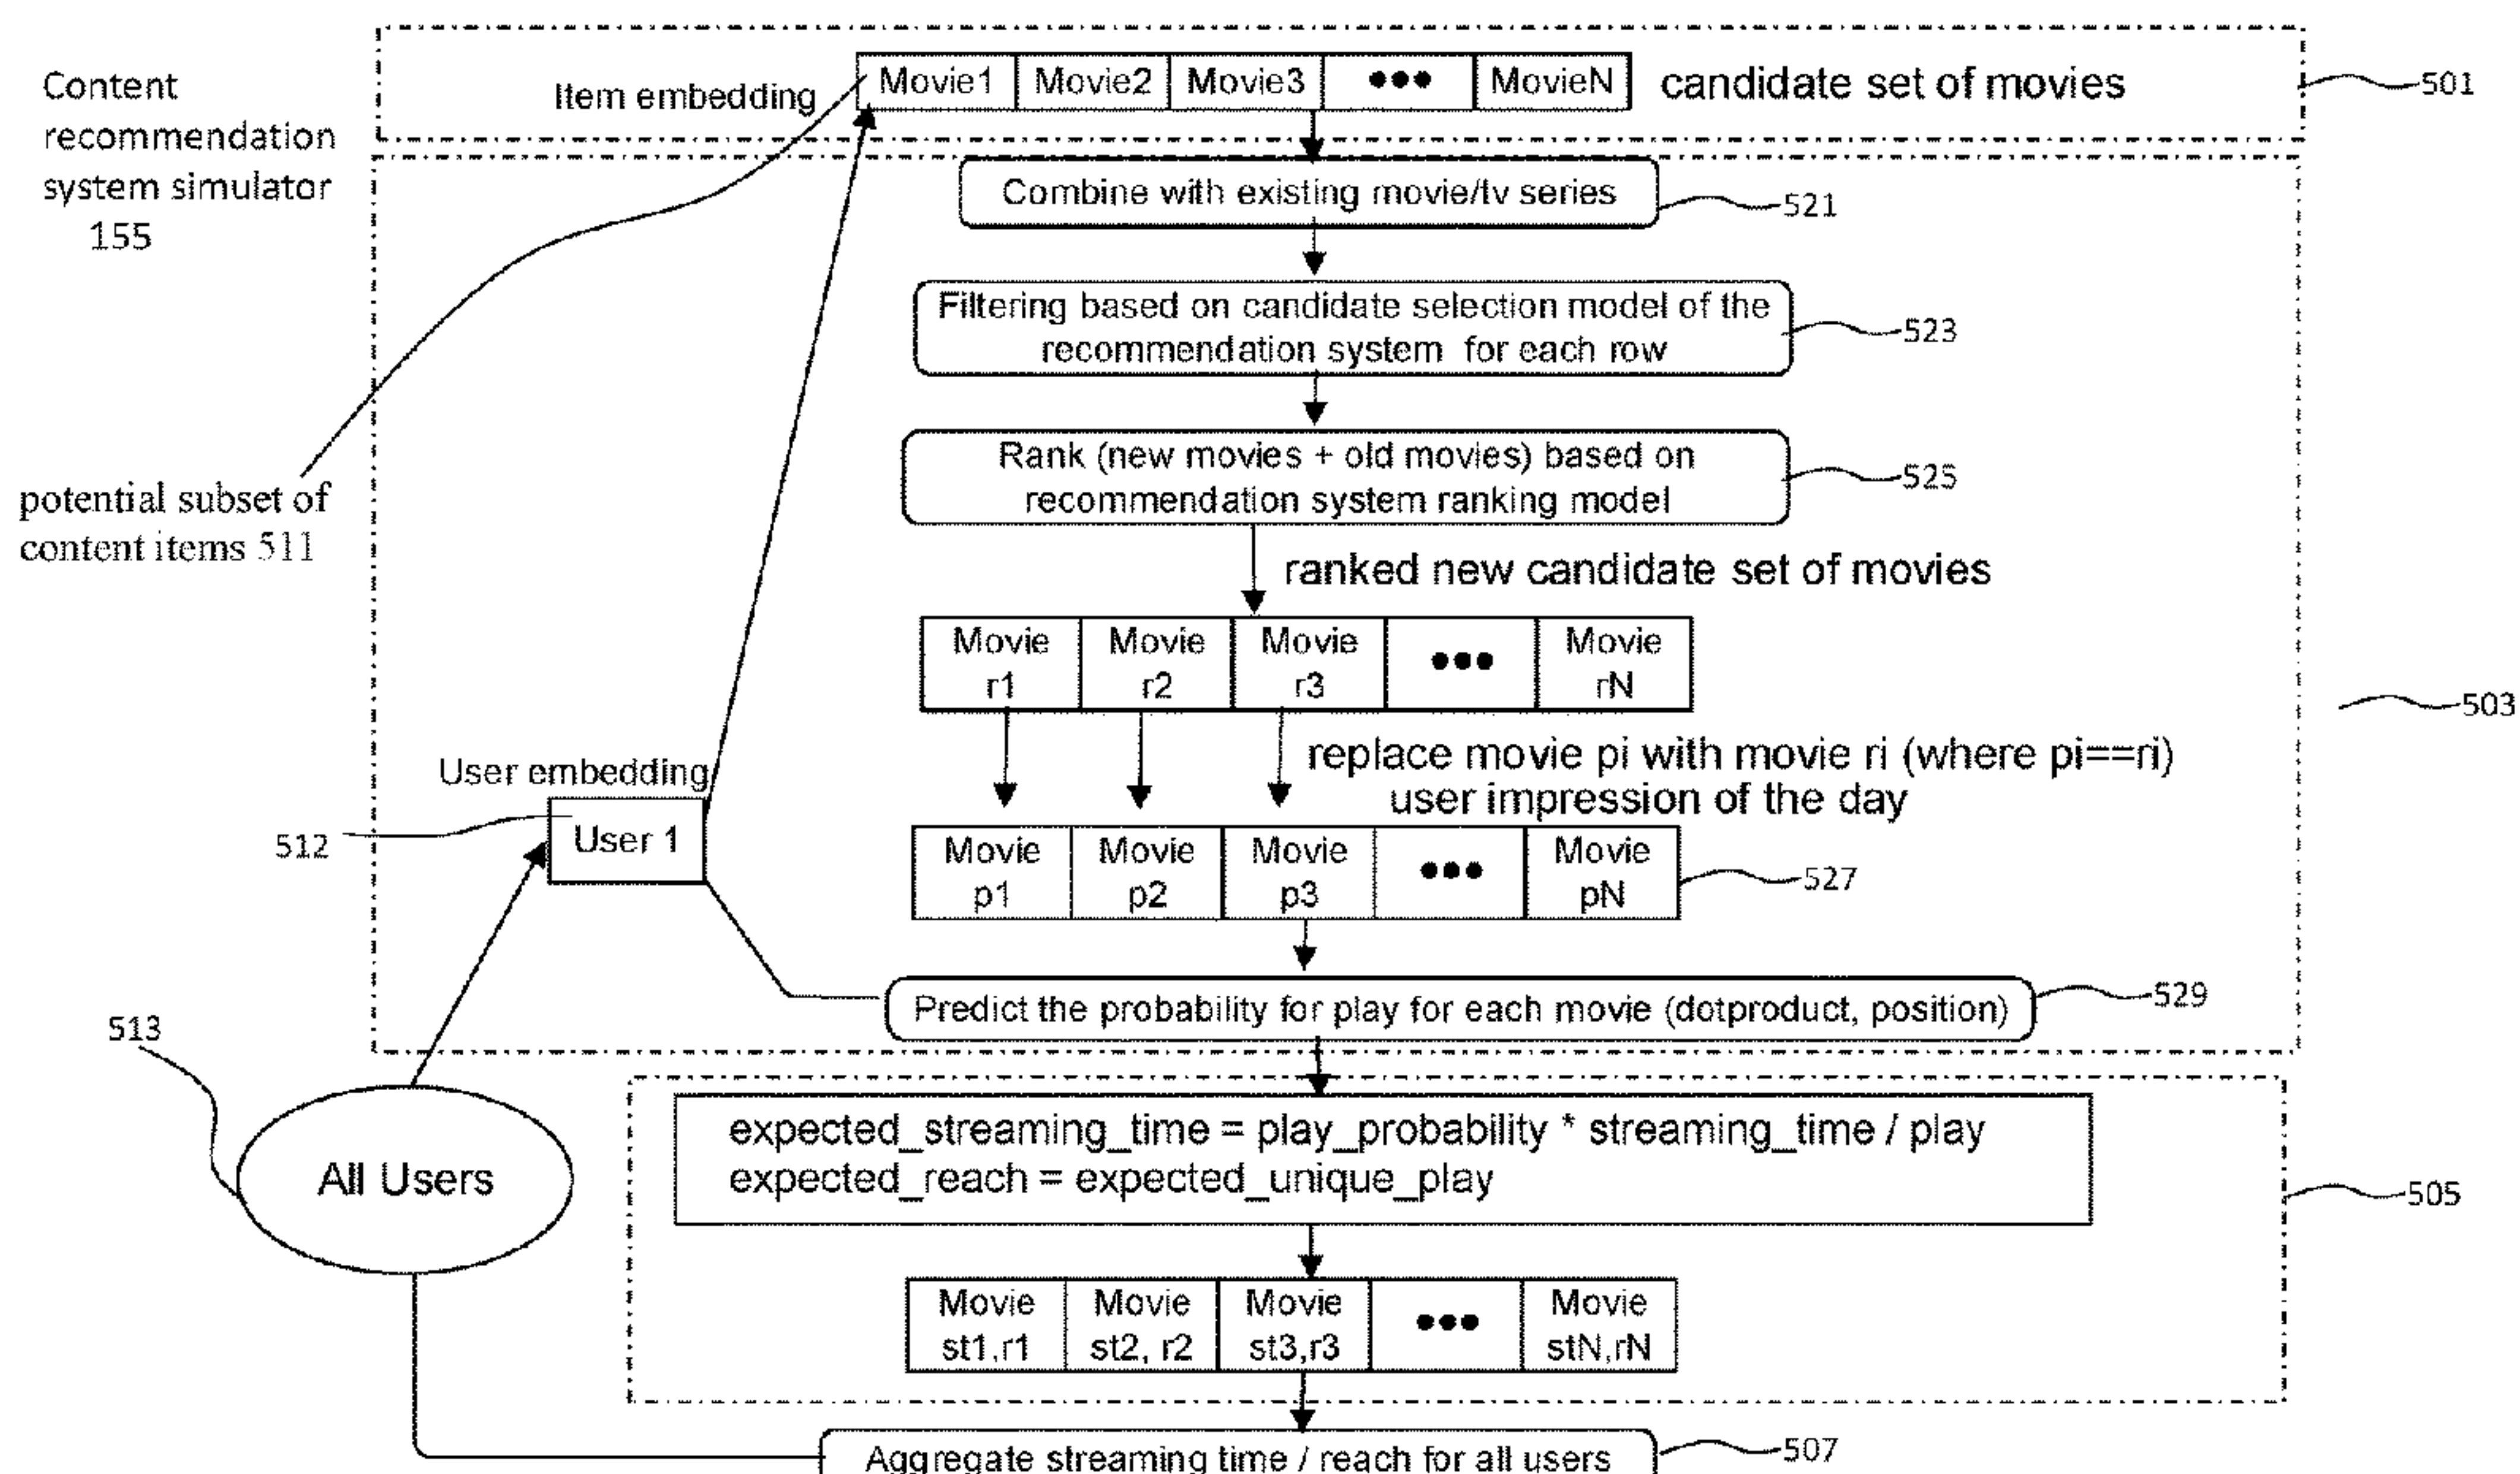 Content
recommendation
system simulator
155
Item embedding
Movie1 Movie2 Movie3 ••• MovieN
candidate set of movies
501
Combine with existing movie/tv series
521
Filtering based on candidate selection model of the
recommendation system for each row
523
Rank (new movies + old movies) based on
recommendation system ranking model
525
potential subset of
content items 511
ranked new candidate set of movies
Movie Movie Movie ••• Movie
r1 r2 r3 rN
503
replace movie pi with movie ri (where pi==ri)
user impression of the day
User embedding
User 1
512
Movie Movie Movie ••• Movie
p1 p2 p3 pN
527
Predict the probability for play for each movie (dotproduct, position)
529
513
All Users
expected_streaming_time = play_probability * streaming_time / play
expected_reach = expected_unique_play
505
Movie Movie Movie ••• Movie
st1,r1 st2, r2 st3,r3 stN,rN
Aggregate streaming time / reach for all users
507